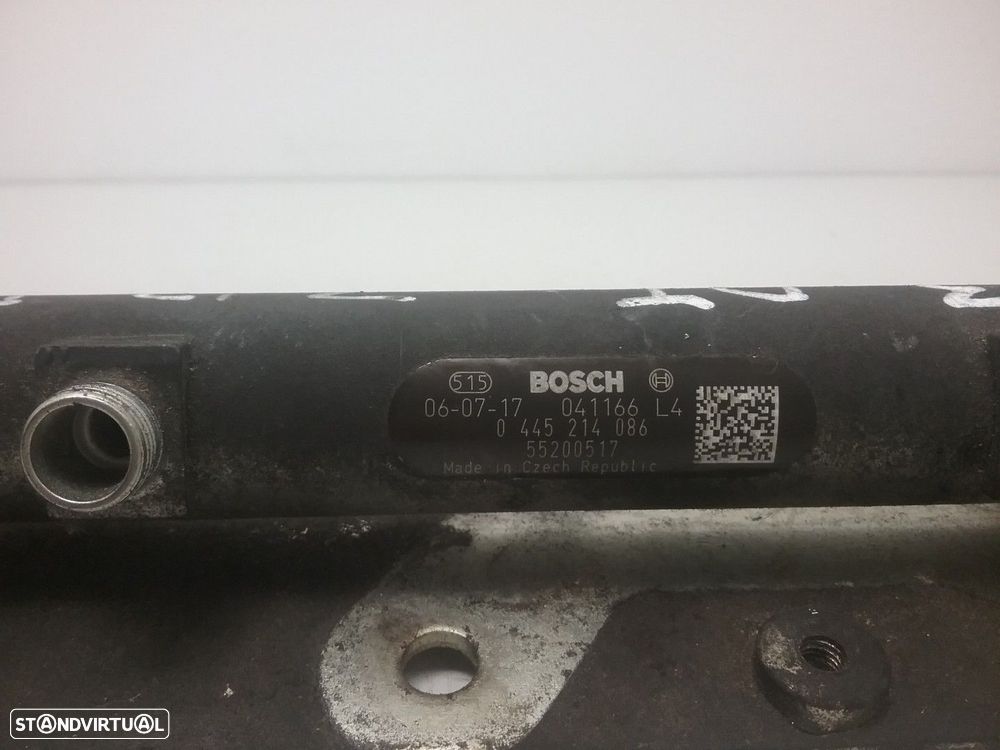 515 BOSCH
06-07-17 041166 L4
0 445 214 086
55200517
Made in Czech Republic
STANDVIRTUAL